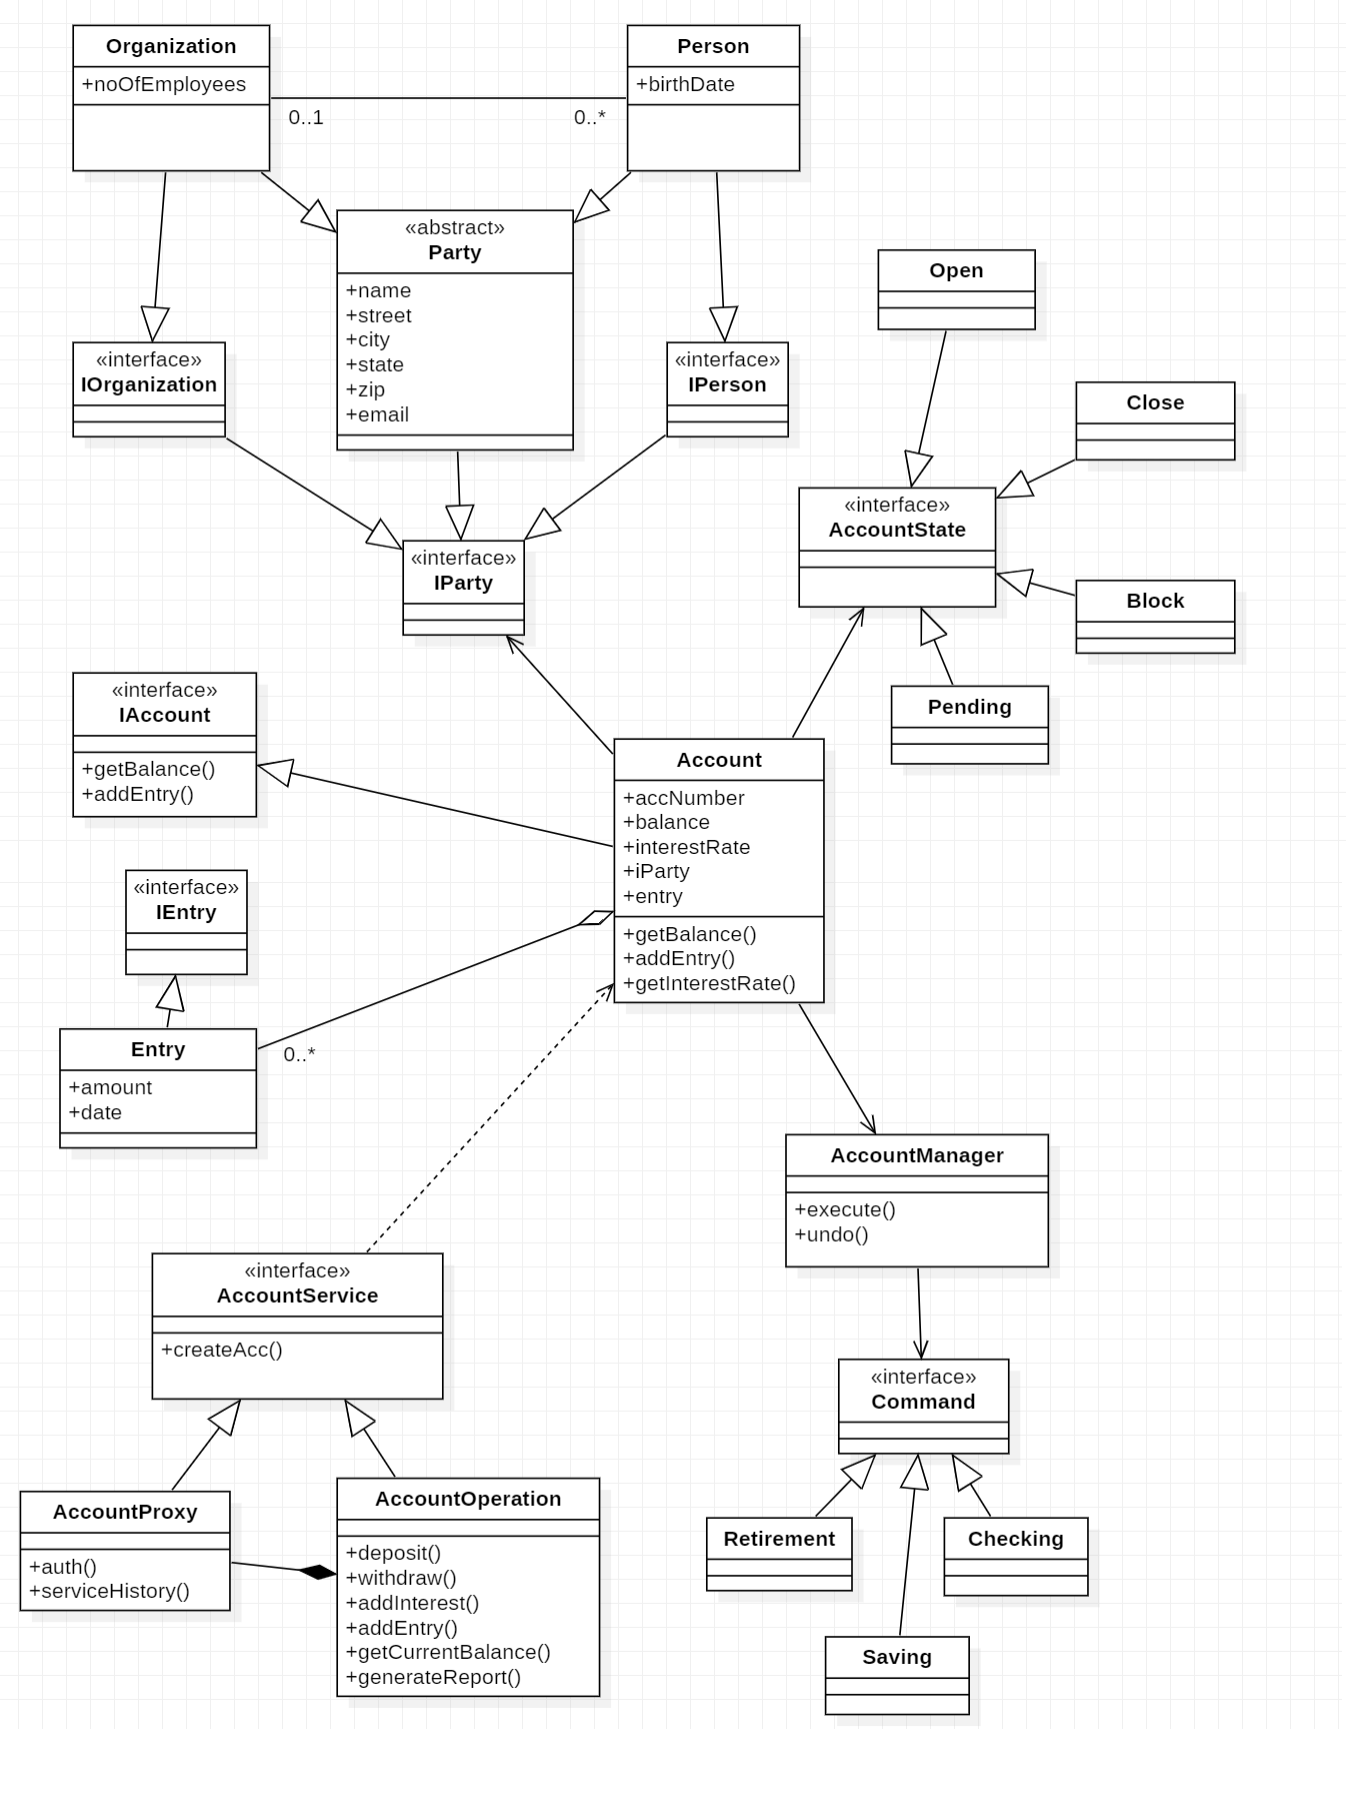 Organization
+noOfEmployees
Person
+birthDate
0..1
0..*
«abstract»
Party
+name
+street
+city
+state
+zip
+email
Open
«interface»
IOrganization
«interface»
IPerson
Close
«interface»
AccountState
«interface»
IParty
Block
«interface»
IAccount
+getBalance()
+addEntry()
Pending
Account
+accNumber
+balance
+interestRate
+iParty
+entry
+getBalance()
+addEntry()
+getInterestRate()
«interface»
IEntry
Entry
+amount
+date
0..*
AccountManager
+execute()
+undo()
«interface»
AccountService
+createAcc()
«interface»
Command
AccountProxy
+auth()
+serviceHistory()
AccountOperation
+deposit()
+withdraw()
+addInterest()
+addEntry()
+getCurrentBalance()
+generateReport()
Retirement
Checking
Saving